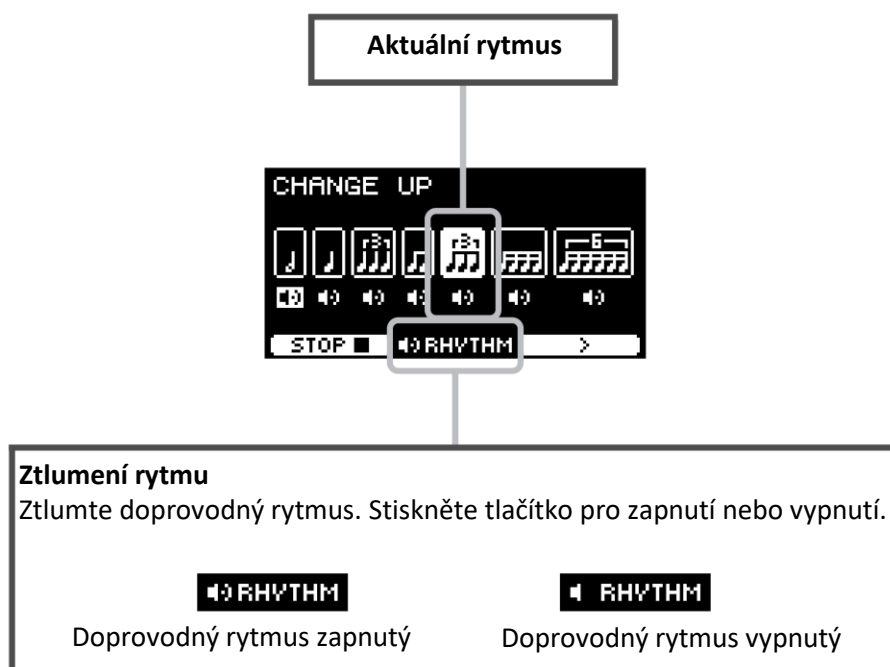 Aktuální rytmus
CHANGE UP
3 3 6
STOP RHYTHM >
Ztlumení rytmu
Ztlumte doprovodný rytmus. Stiskněte tlačítko pro zapnutí nebo vypnutí.
RHYTHM RHYTHM
Doprovodný rytmus zapnutý Doprovodný rytmus vypnutý